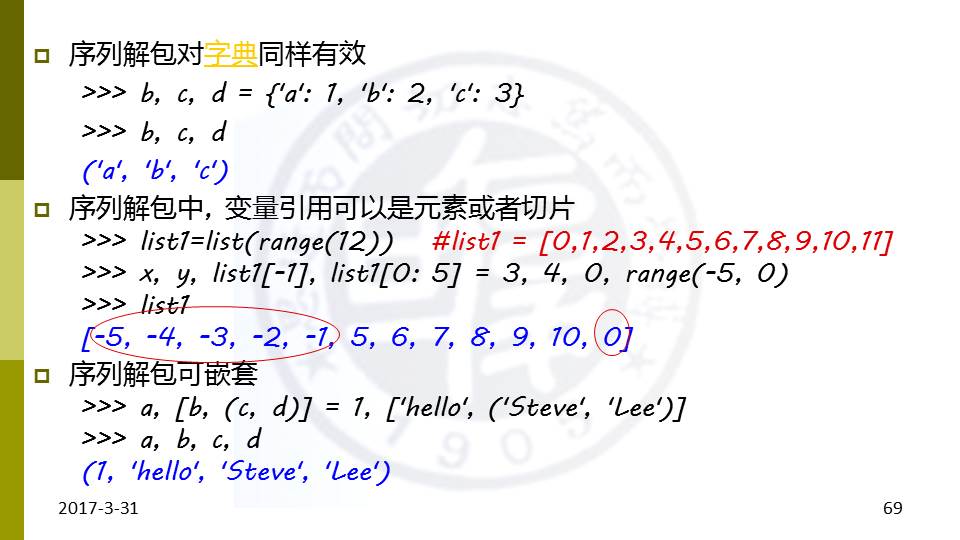 序列解包对字典同样有效
>>> b, c, d = {'a': 1, 'b': 2, 'c': 3}
>>> b, c, d
('a', 'b', 'c')
序列解包中, 变量引用可以是元素或者切片
>>> list1=list(range(12)) #list1 = [0,1,2,3,4,5,6,7,8,9,10,11]
>>> x, y, list1[-1], list1[0: 5] = 3, 4, 0, range(-5, 0)
>>> list1
[-5, -4, -3, -2, -1, 5, 6, 7, 8, 9, 10, 0]
序列解包可嵌套
>>> a, [b, (c, d)] = 1, ['hello', ('Steve', 'Lee')]
>>> a, b, c, d
(1, 'hello', 'Steve', 'Lee')
2017-3-31
69